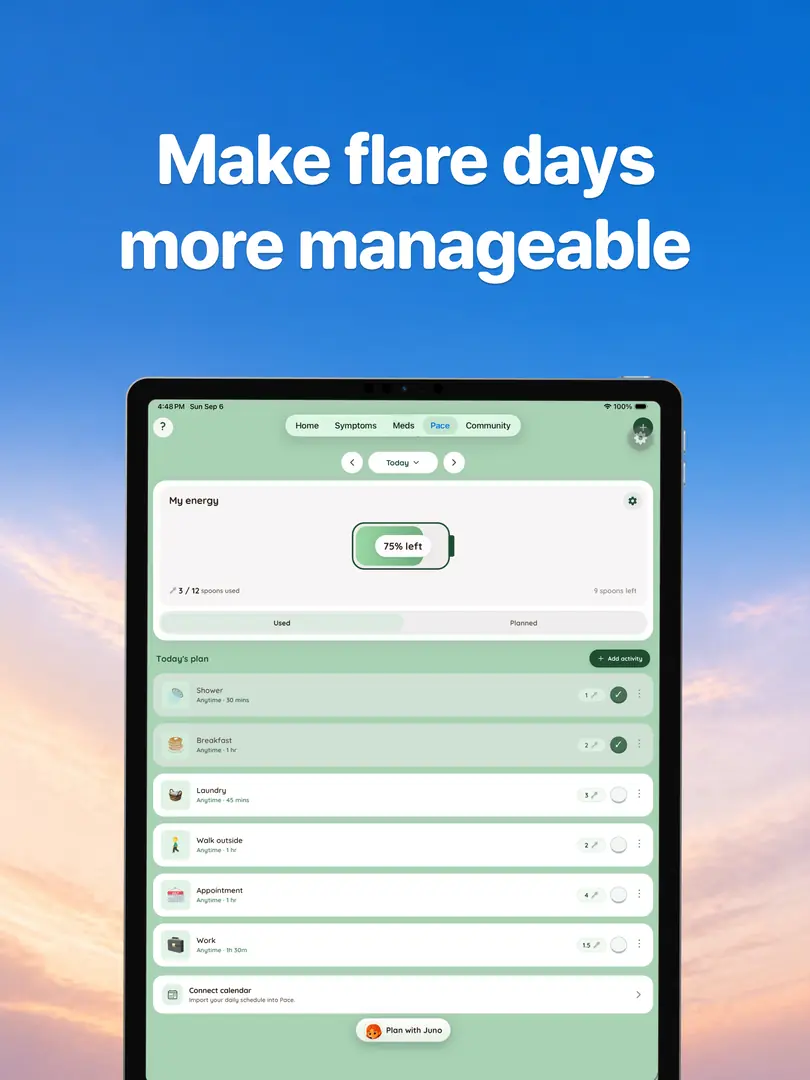 Make flare days
more manageable
4:48 PM Sun Sep 6
100%
?
Home Symptoms Meds Pace Community
Today
My energy
75% left
3 / 12 spoons used
9 spoons left
Used Planned
Today's plan
+ Add activity
Shower
Anytime · 30 mins
1
Breakfast
Anytime · 1 hr
2
Laundry
Anytime · 45 mins
3
Walk outside
Anytime · 1 hr
2
Appointment
Anytime · 1 hr
4
Work
Anytime · 1h 30m
1.5
Connect calendar
Import your daily schedule into Pace.
Plan with Juno